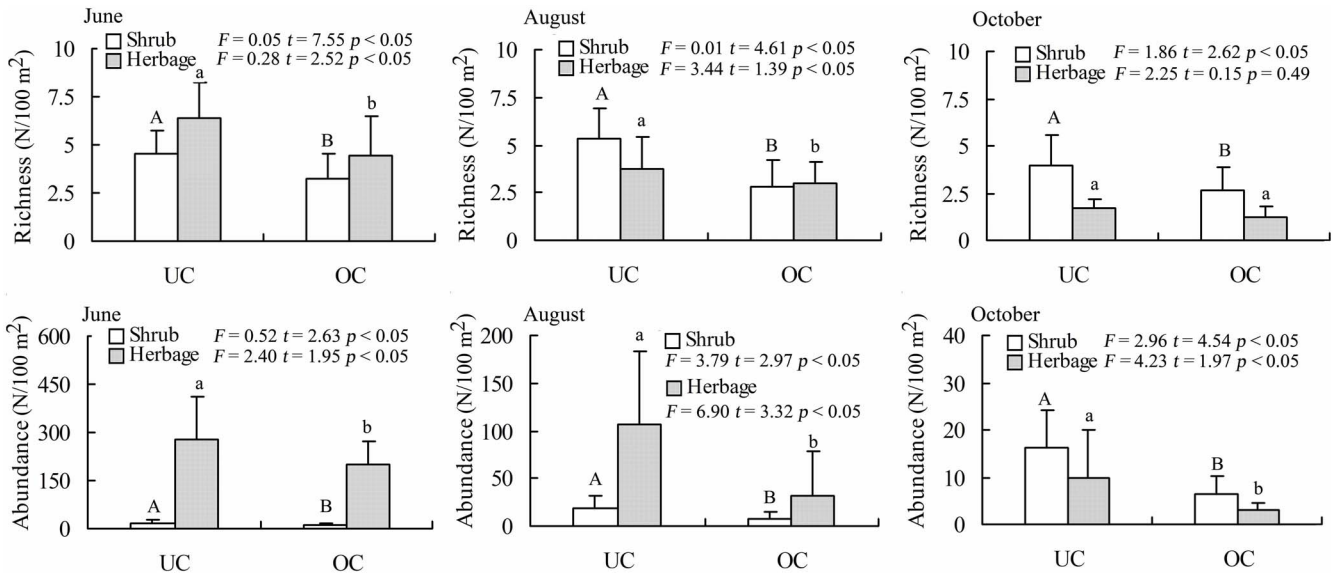 June
Shrub F = 0.05 t = 7.55 p < 0.05
Herbage F = 0.28 t = 2.52 p < 0.05
Richness (N/100 m²)
10
7.5
5
2.5
0
A
a
B
b
UC
OC
August
Shrub F = 0.01 t = 4.61 p < 0.05
Herbage F = 3.44 t = 1.39 p < 0.05
Richness (N/100 m²)
10
7.5
5
2.5
0
A
a
B
b
UC
OC
October
Shrub F = 1.86 t = 2.62 p < 0.05
Herbage F = 2.25 t = 0.15 p = 0.49
Richness (N/100 m²)
10
7.5
5
2.5
0
A
a
B
a
UC
OC
June
Shrub F = 0.52 t = 2.63 p < 0.05
Herbage F = 2.40 t = 1.95 p < 0.05
Abundance (N/100 m²)
600
450
300
150
0
A
a
B
b
UC
OC
August
Shrub
F = 3.79 t = 2.97 p < 0.05
Herbage
F = 6.90 t = 3.32 p < 0.05
Abundance (N/100 m²)
200
150
100
50
0
A
a
B
b
UC
OC
October
Shrub F = 2.96 t = 4.54 p < 0.05
Herbage F = 4.23 t = 1.97 p < 0.05
Abundance (N/100 m²)
40
30
20
10
0
A
a
B
b
UC
OC